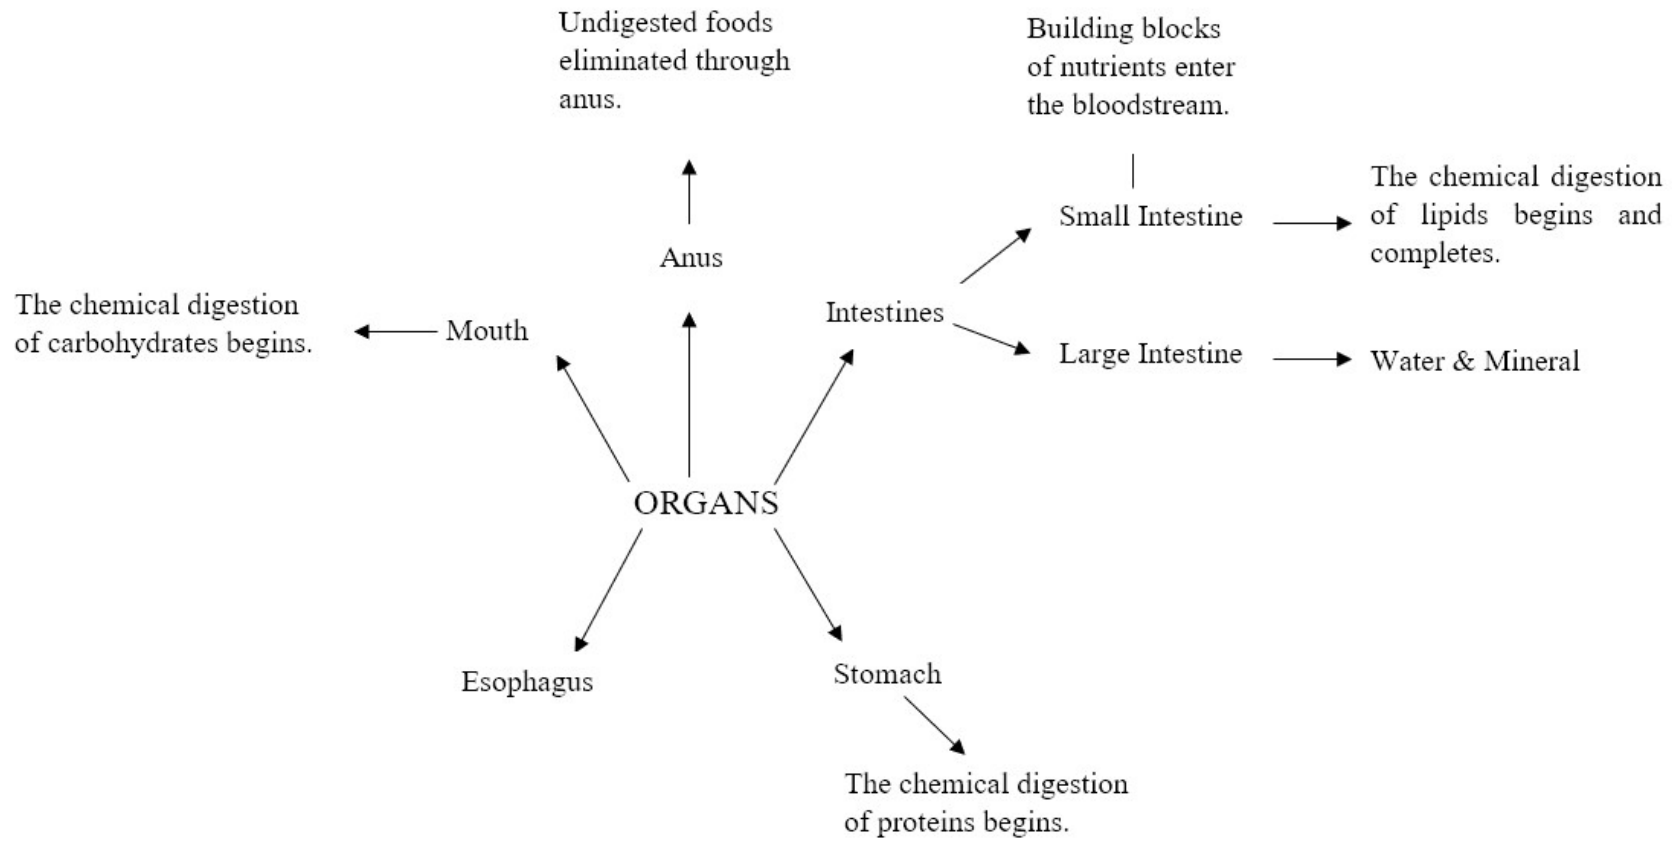 Undigested foods
eliminated through
anus.
Building blocks
of nutrients enter
the bloodstream.
The chemical digestion
of lipids begins and
completes.
Small Intestine
Anus
Intestines
The chemical digestion
of carbohydrates begins.
Mouth
Large Intestine
Water & Mineral
ORGANS
Esophagus
Stomach
The chemical digestion
of proteins begins.